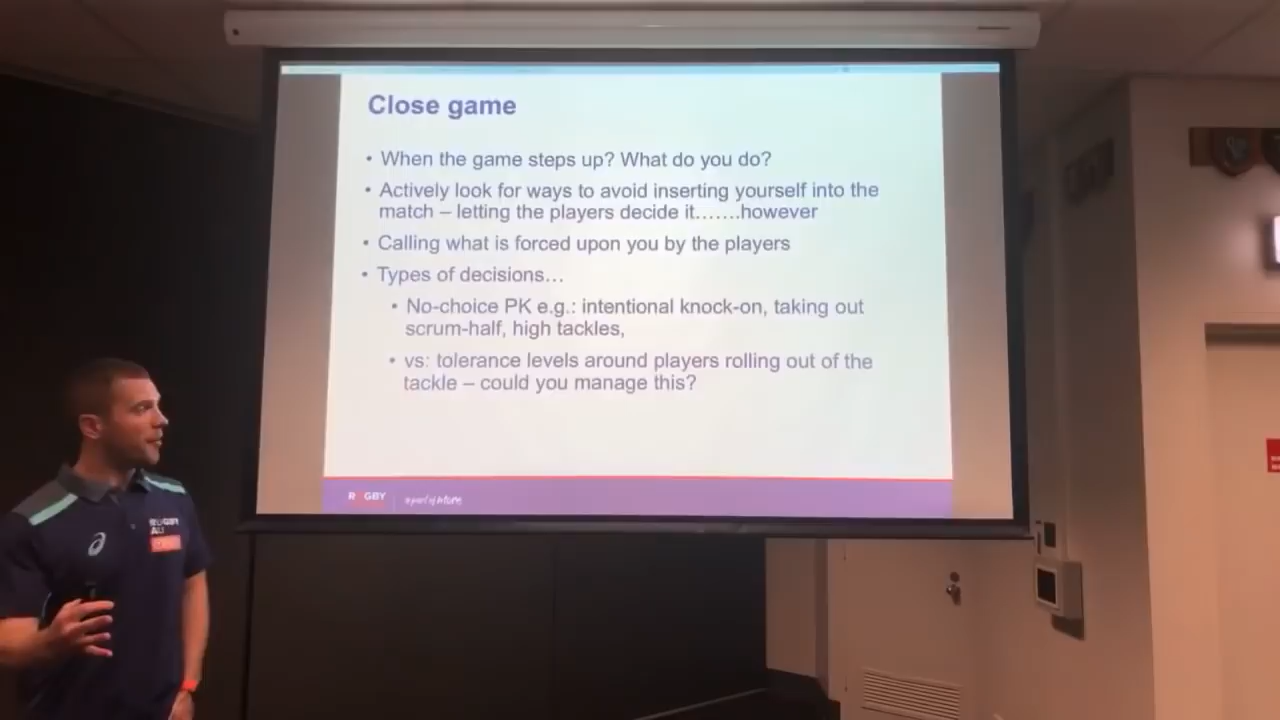 Close game
• When the game steps up? What do you do?
• Actively look for ways to avoid inserting yourself into the
match – letting the players decide it…….however
• Calling what is forced upon you by the players
• Types of decisions…
• No-choice PK e.g.: intentional knock-on, taking out
scrum-half, high tackles,
• vs: tolerance levels around players rolling out of the
tackle – could you manage this?
RUGBY
RUGBY
AU